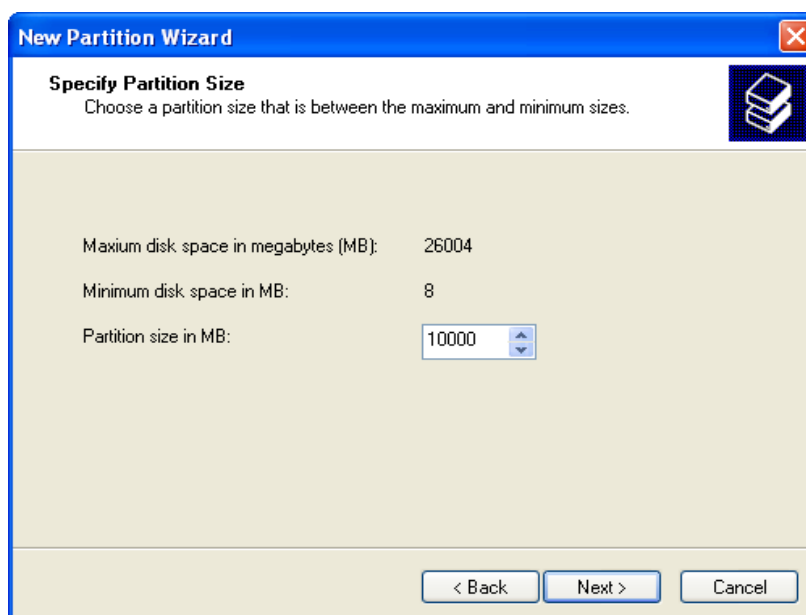 New Partition Wizard
Specify Partition Size
Choose a partition size that is between the maximum and minimum sizes.
Maxium disk space in megabytes (MB): 26004
Minimum disk space in MB: 8
Partition size in MB: 10000
< Back Next > Cancel